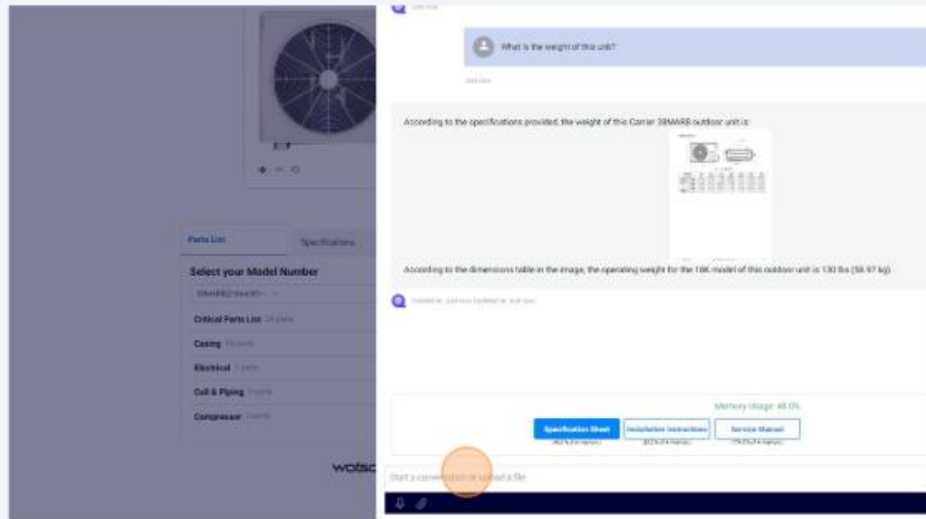 What is the weight of this unit?
According to the specifications provided, the weight of this Carrier 38MARB outdoor unit is:
Parts List
Specifications
Select your Model Number
According to the dimensions table in the image, the operating weight for the 18K model of this outdoor unit is 130 lbs (58.97 kg).
Critical Parts List
Casing
Electrical
Coil & Piping
Compressor
Memory Usage: 48.0%
Specification Sheet
Installation Instructions
Service Manual
Start a conversation or upload a file